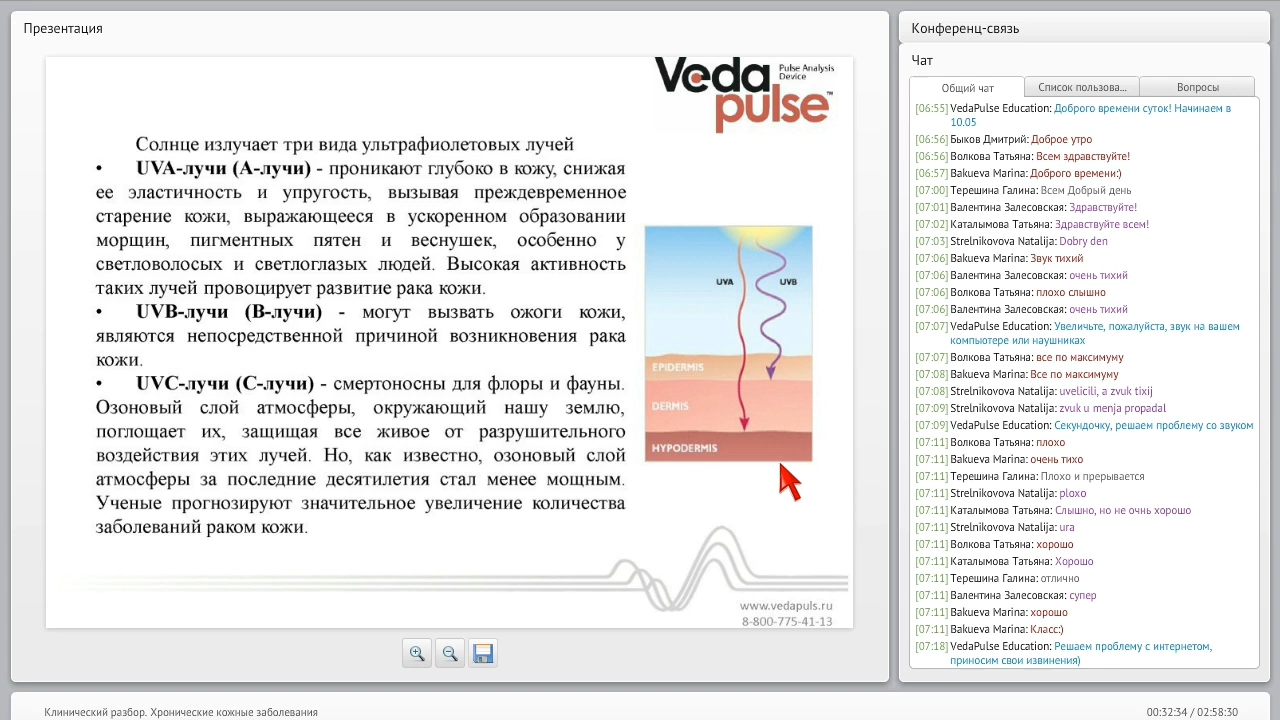 Презентация
Veda
Pulse Analysis
Device
pulse™
Солнце излучает три вида ультрафиолетовых лучей
• UVA-лучи (А-лучи) - проникают глубоко в кожу, снижая
ее эластичность и упругость, вызывая преждевременное
старение кожи, выражающееся в ускоренном образовании
морщин, пигментных пятен и веснушек, особенно у
светловолосых и светлоглазых людей. Высокая активность
таких лучей провоцирует развитие рака кожи.
• UVB-лучи (В-лучи) - могут вызвать ожоги кожи,
являются непосредственной причиной возникновения рака
кожи.
• UVC-лучи (С-лучи) - смертоносны для флоры и фауны.
Озоновый слой атмосферы, окружающий нашу землю,
поглощает их, защищая все живое от разрушительного
воздействия этих лучей. Но, как известно, озоновый слой
атмосферы за последние десятилетия стал менее мощным.
Ученые прогнозируют значительное увеличение количества
заболеваний раком кожи.
UVA
UVB
EPIDERMIS
DERMIS
HYPODERMIS
www.vedapuls.ru
8-800-775-41-13
Конференц-связь
Чат
Общий чат
Список пользова...
Вопросы
[06:55] VedaPulse Education: Доброго времени суток! Начинаем в
10.05
[06:56] Быков Дмитрий: Доброе утро
[06:56] Волкова Татьяна: Всем здравствуйте!
[06:57] Bakueva Marina: Доброго времени:)
[07:00] Терешина Галина: Всем Добрый день
[07:01] Валентина Залесовская: Здравствуйте!
[07:02] Каталымова Татьяна: Здравствуйте всем!
[07:03] Strelnikovova Natalija: Dobry den
[07:06] Bakueva Marina: Звук тихий
[07:06] Валентина Залесовская: очень тихий
[07:06] Волкова Татьяна: плохо слышно
[07:06] Валентина Залесовская: очень тихий
[07:07] VedaPulse Education: Увеличьте, пожалуйста, звук на вашем
компьютере или наушниках
[07:07] Волкова Татьяна: все по максимуму
[07:08] Bakueva Marina: Все по максимуму
[07:08] Strelnikovova Natalija: uvelicili, a zvuk tixij
[07:09] Strelnikovova Natalija: zvuk u menja propadal
[07:09] VedaPulse Education: Секундочку, решаем проблему со звуком
[07:11] Волкова Татьяна: плохо
[07:11] Bakueva Marina: очень тихо
[07:11] Терешина Галина: Плохо и прерывается
[07:11] Strelnikovova Natalija: ploxo
[07:11] Каталымова Татьяна: Слышно, но не очнь хорошо
[07:11] Strelnikovova Natalija: ura
[07:11] Волкова Татьяна: хорошо
[07:11] Каталымова Татьяна: Хорошо
[07:11] Терешина Галина: отлично
[07:11] Валентина Залесовская: супер
[07:11] Bakueva Marina: хорошо
[07:11] Bakueva Marina: Класс:)
[07:18] VedaPulse Education: Решаем проблему с интернетом,
приносим свои извинения)
Клинический разбор. Хронические кожные заболевания
00:32:34 / 02:58:30